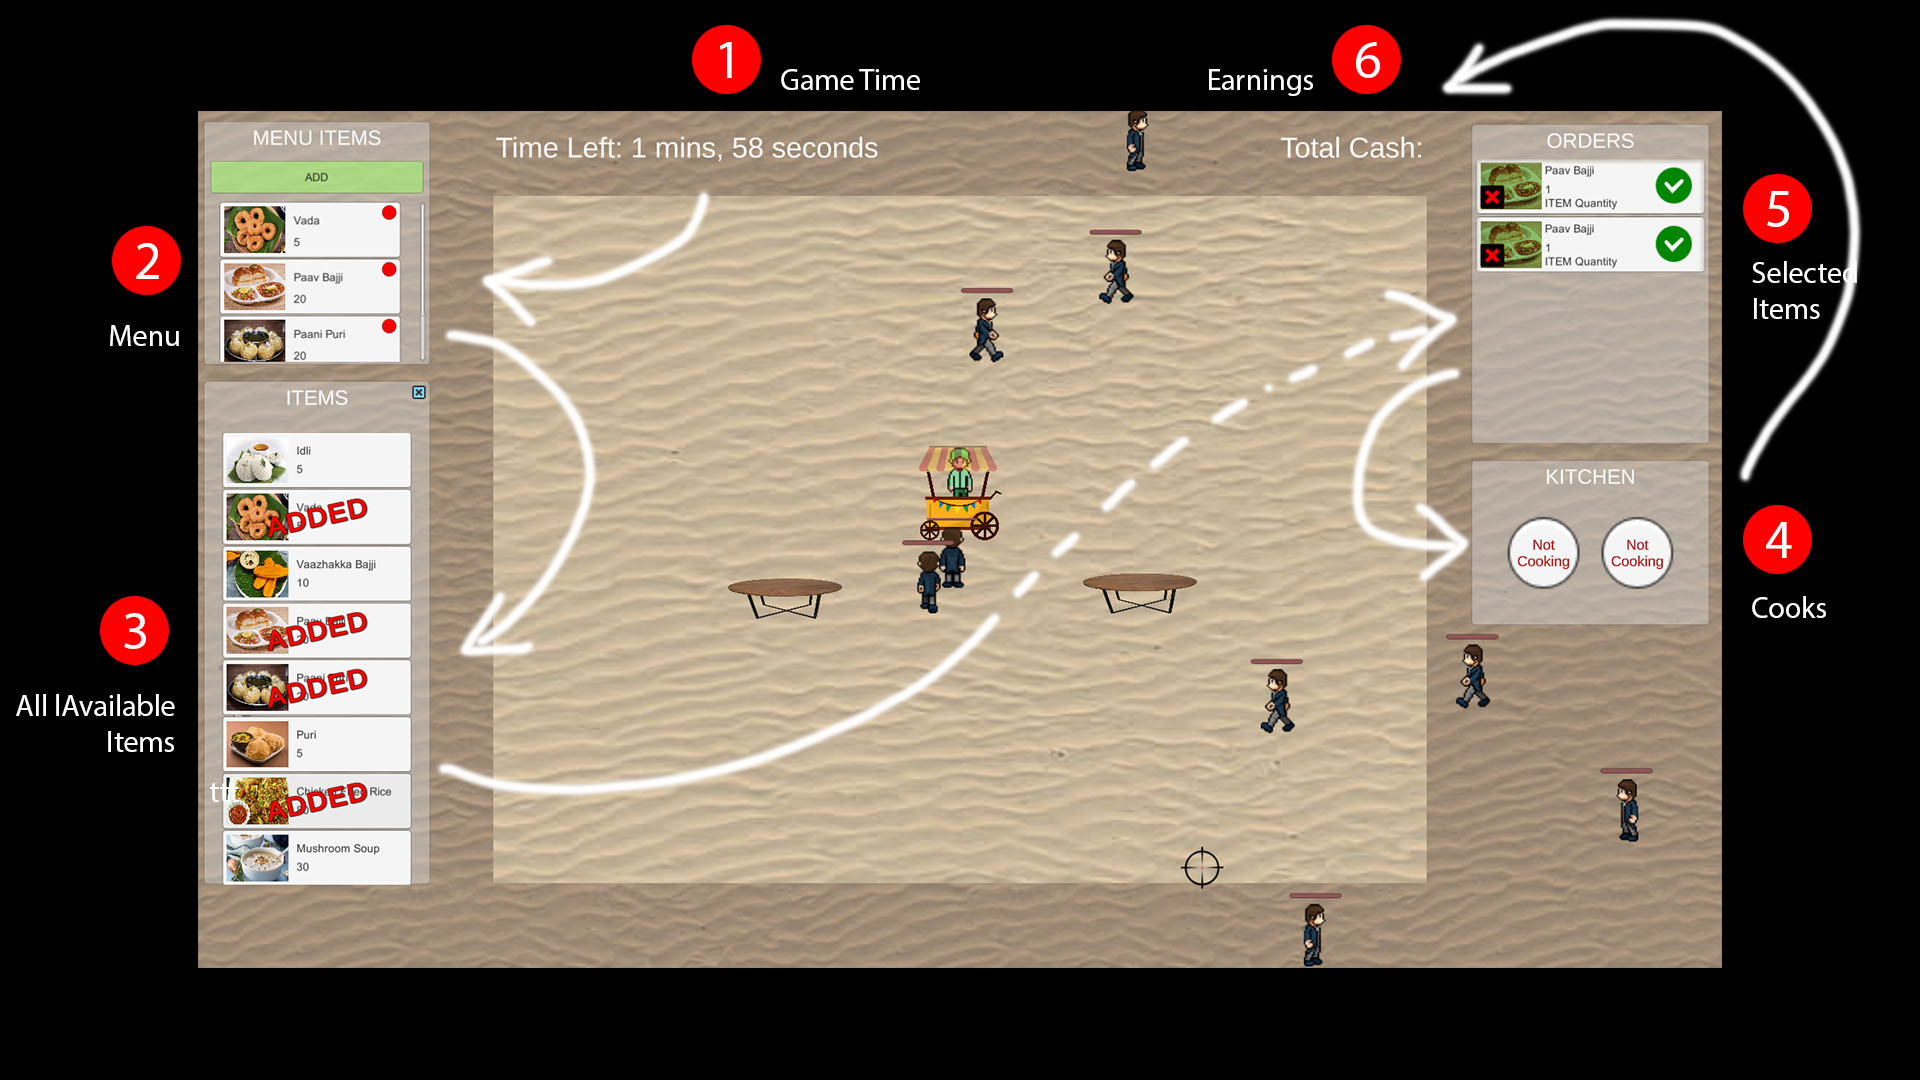 1
Game Time
Earnings
6
MENU ITEMS
ADD
Vada
5
Paav Bajji
20
Paani Puri
20
Time Left: 1 mins, 58 seconds
Total Cash:
ORDERS
Paav Bajji
1
ITEM Quantity
Paav Bajji
1
ITEM Quantity
2
Menu
5
Selected
Items
ITEMS
Idli
5
ADDED
Vaazhakka Bajji
10
ADDED
ADDED
Puri
5
ADDED
Rice
Mushroom Soup
30
KITCHEN
Not
Cooking
Not
Cooking
4
Cooks
3
All lAvailable
Items